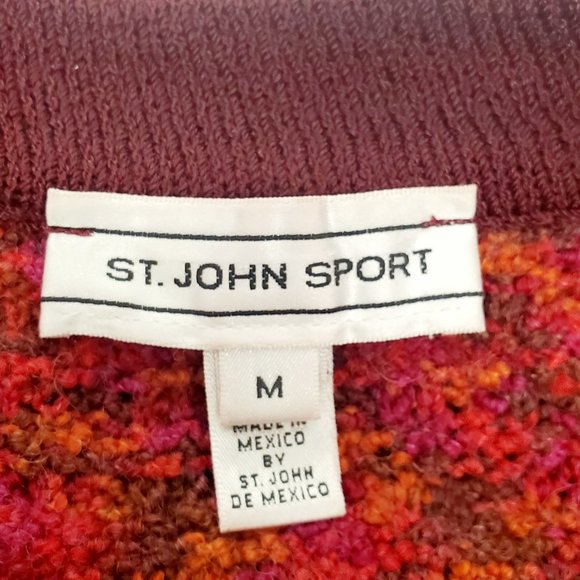 ST. JOHN SPORT
M
MADE IN
MEXICO
BY
ST. JOHN
DE MEXICO